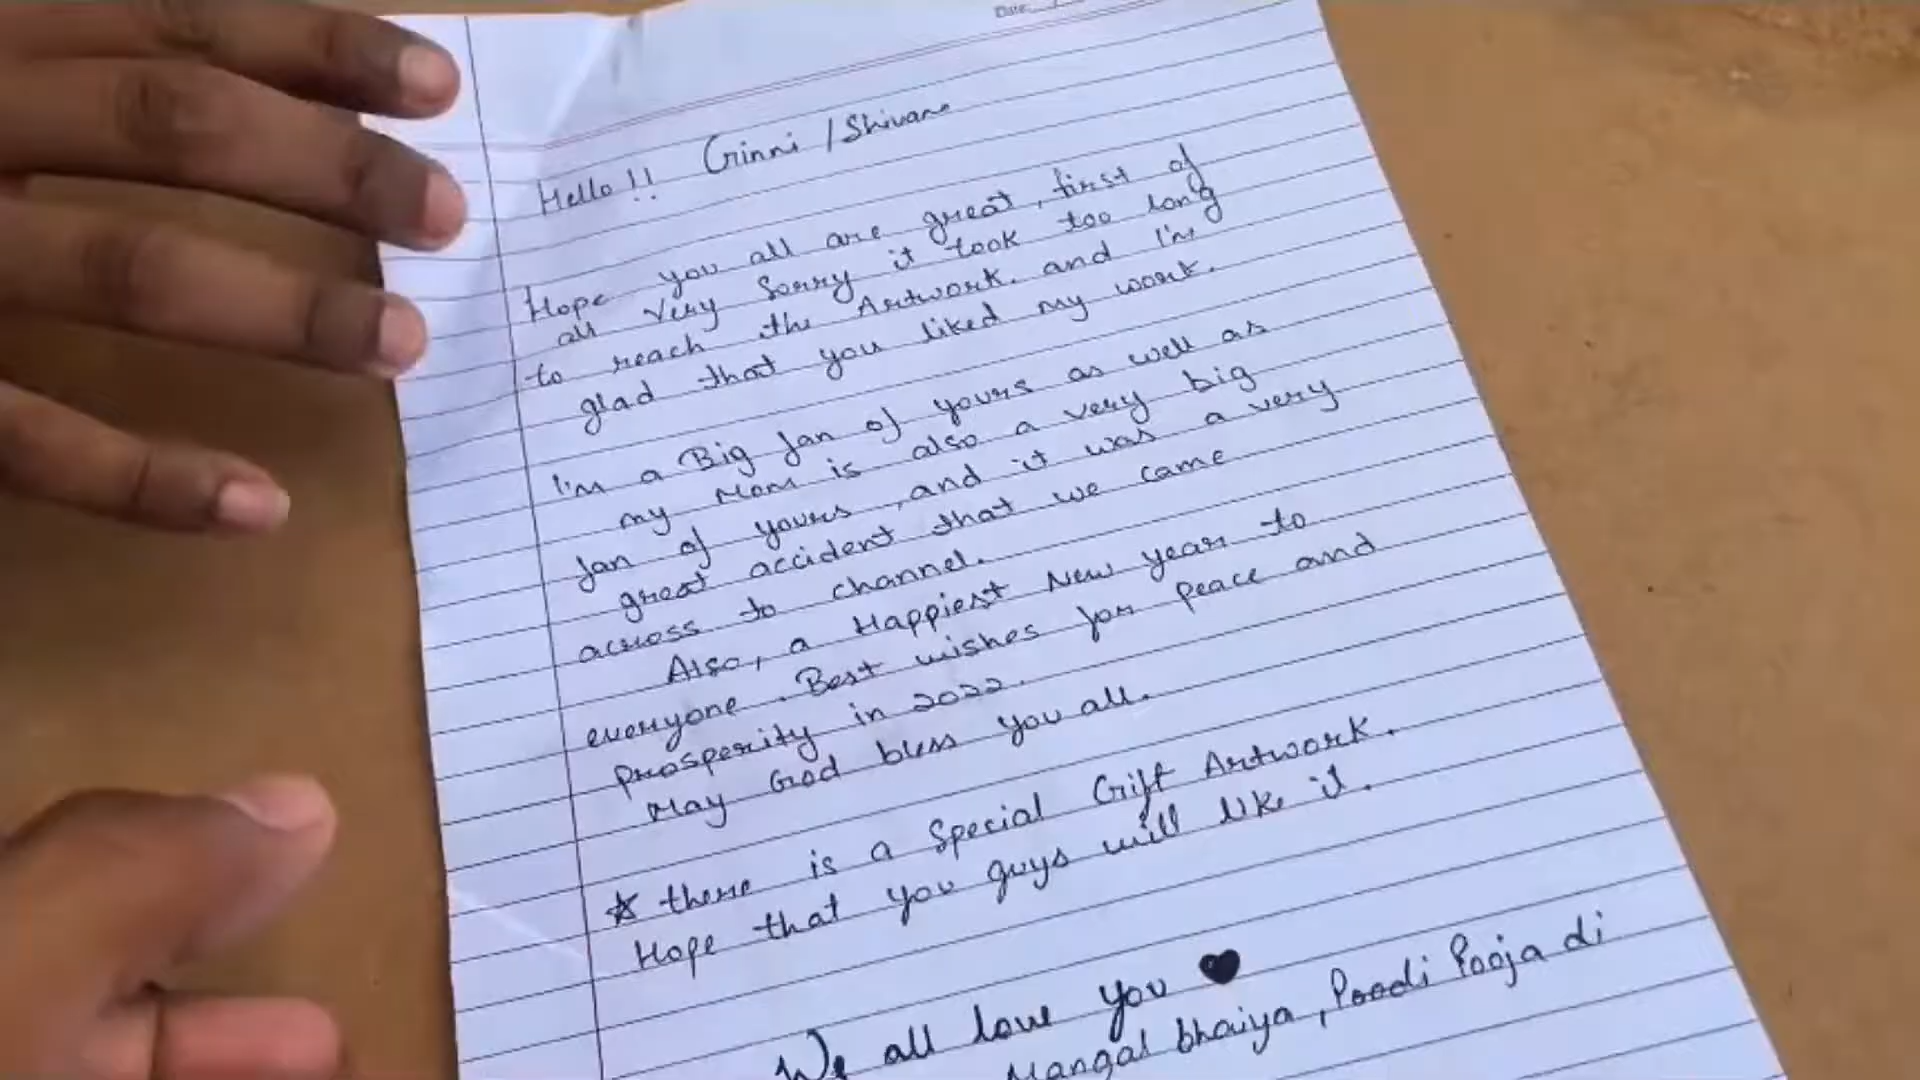 Date:
Hello !! Ginni / Shivam
Hope you all are great, first of
all Very Sorry it took too long
to reach the Artwork. and I'm
glad that you liked my work.
I'm a Big fan of yours as well as
my Mom is also a very big
fan of yours, and it was a very
great accident that we came
across to channel.
Also, a Happiest New year to
everyone. Best wishes for peace and
prosperity in 2022.
May God bless you all.
☆ there is a Special Gift Artwork.
Hope that you guys will like it.
We all love you ♥
Mangal bhaiya, Pooja di